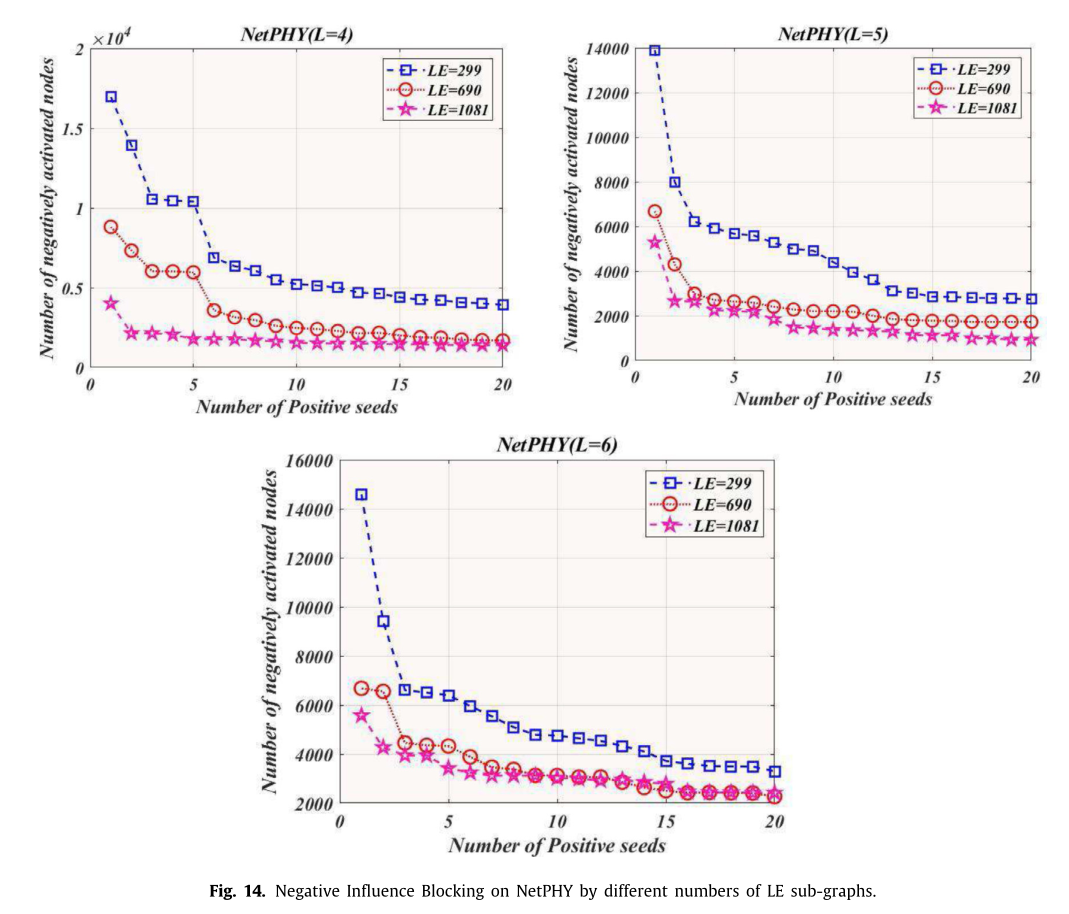 NetPHY(L=4)
2 ×10⁴
1.5
1
0.5
0
0 5 10 15 20
Number of negatively activated nodes
Number of Positive seeds
LE=299
LE=690
LE=1081
NetPHY(L=5)
14000
12000
10000
8000
6000
4000
2000
0
0 5 10 15 20
Number of negatively activated nodes
Number of Positive seeds
LE=299
LE=690
LE=1081
NetPHY(L=6)
16000
14000
12000
10000
8000
6000
4000
2000
0 5 10 15 20
Number of negatively activated nodes
Number of Positive seeds
LE=299
LE=690
LE=1081
Fig. 14. Negative Influence Blocking on NetPHY by different numbers of LE sub-graphs.